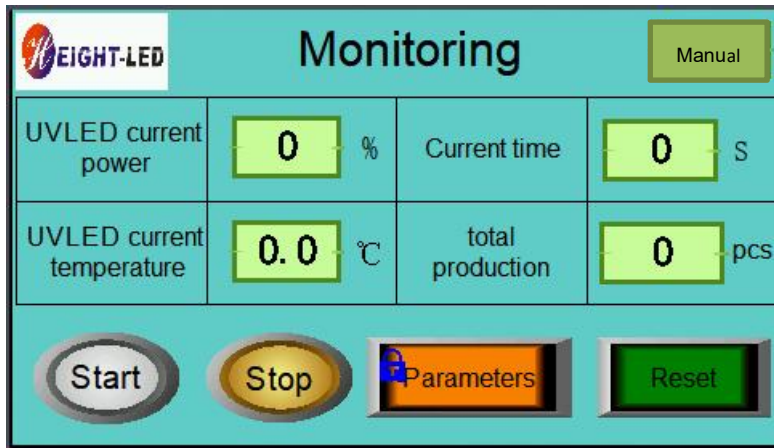 HEIGHT-LED
Monitoring
Manual
UVLED current
power
0
%
Current time
0
S
UVLED current
temperature
0.0
℃
total
production
0
pcs
Start
Stop
Parameters
Reset